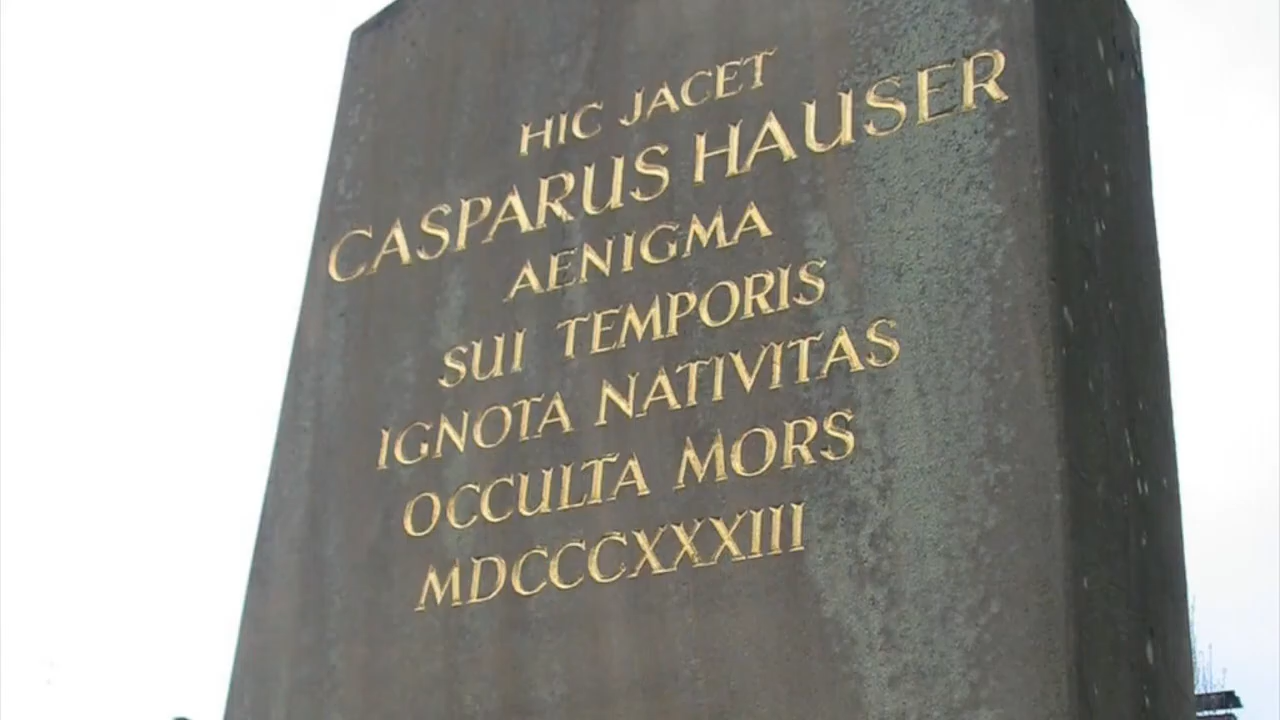 HIC JACET
CASPARUS HAUSER
AENIGMA
SUI TEMPORIS
IGNOTA NATIVITAS
OCCULTA MORS
MDCCCXXXIII